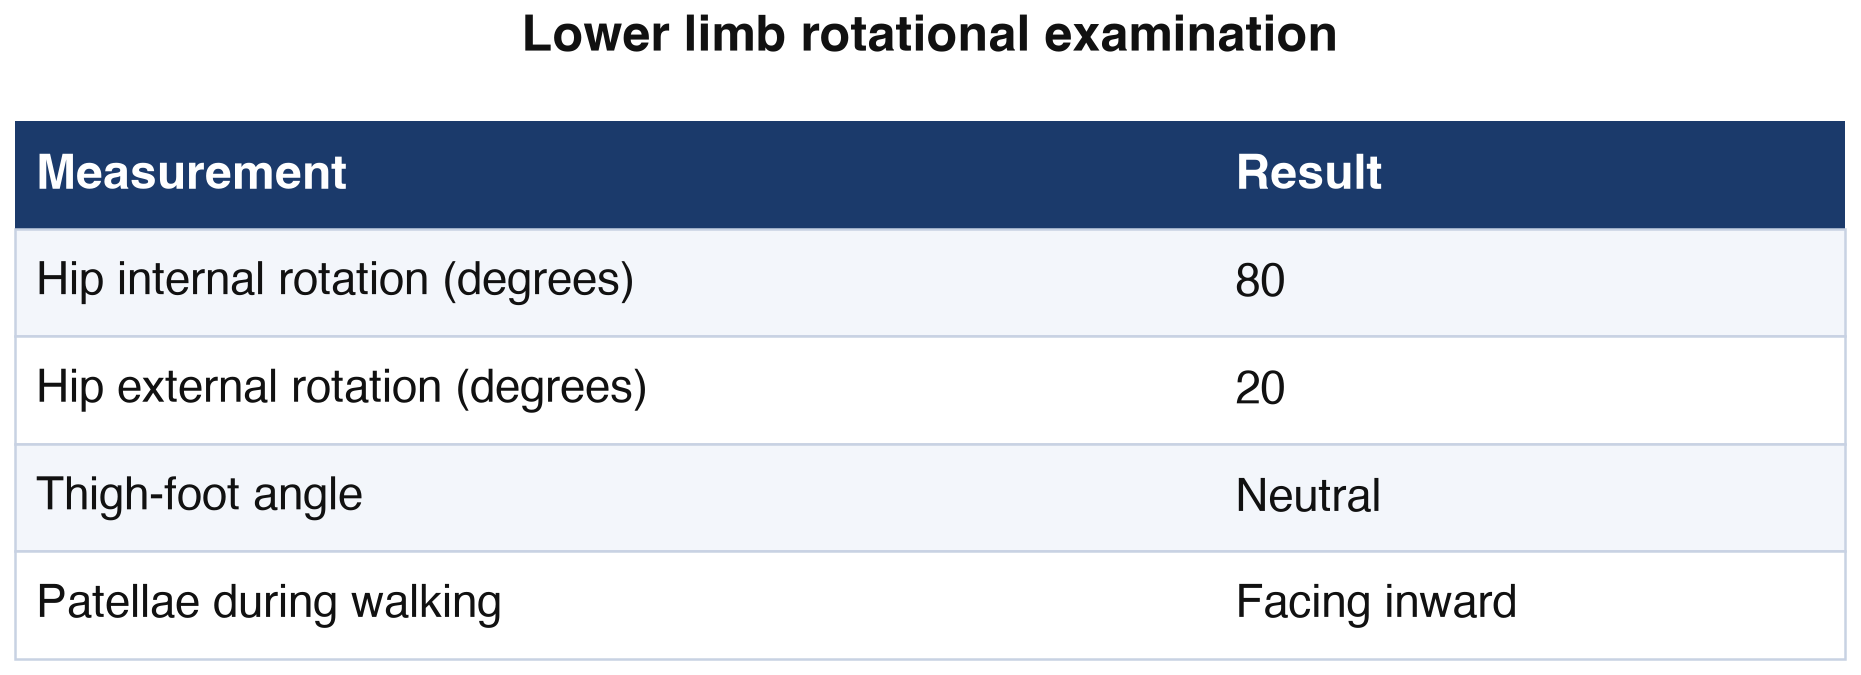 Lower limb rotational examination
Measurement Result
Hip internal rotation (degrees) 80
Hip external rotation (degrees) 20
Thigh-foot angle Neutral
Patellae during walking Facing inward